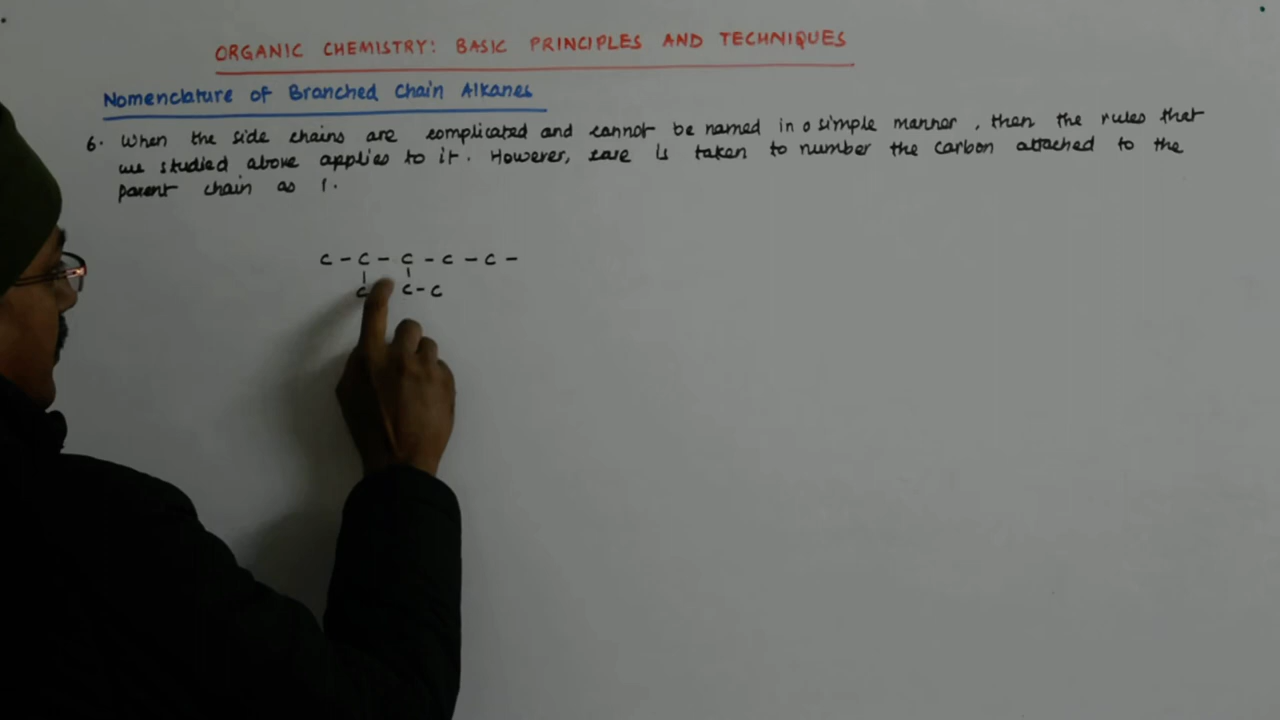 ORGANIC CHEMISTRY: BASIC PRINCIPLES AND TECHNIQUES
Nomenclature of Branched Chain Alkanes
6. When the side chains are complicated and cannot be named in a simple manner, then the rules that
we studied above applies to it. However, care is taken to number the carbon attached to the
parent chain as 1.
C - C - C - C - C -
| |
C C - C